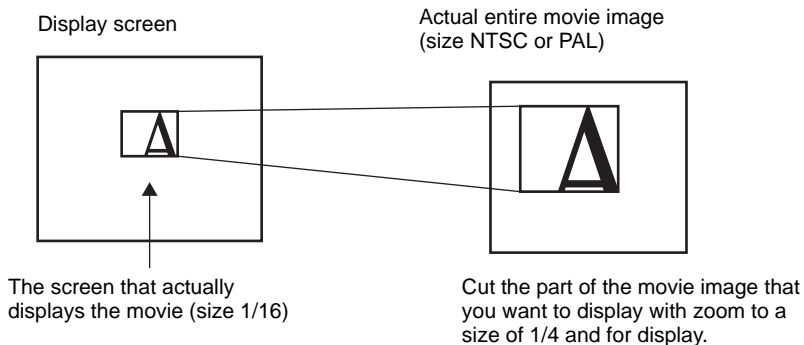 Display screen
Actual entire movie image
(size NTSC or PAL)
A
A
The screen that actually
displays the movie (size 1/16)
Cut the part of the movie image that
you want to display with zoom to a
size of 1/4 and for display.